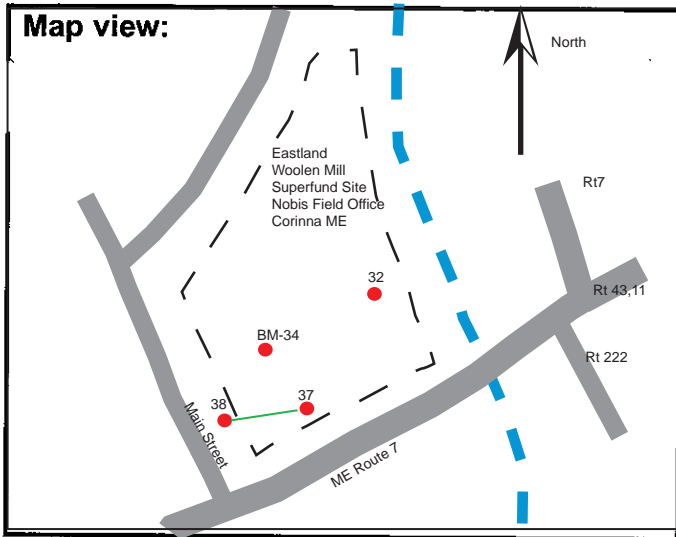 Map view:
North
Eastland
Woolen Mill
Superfund Site
Nobis Field Office
Corinna ME
Rt7
32
Rt 43,11
BM-34
Rt 222
37
38
Main Street
ME Route 7